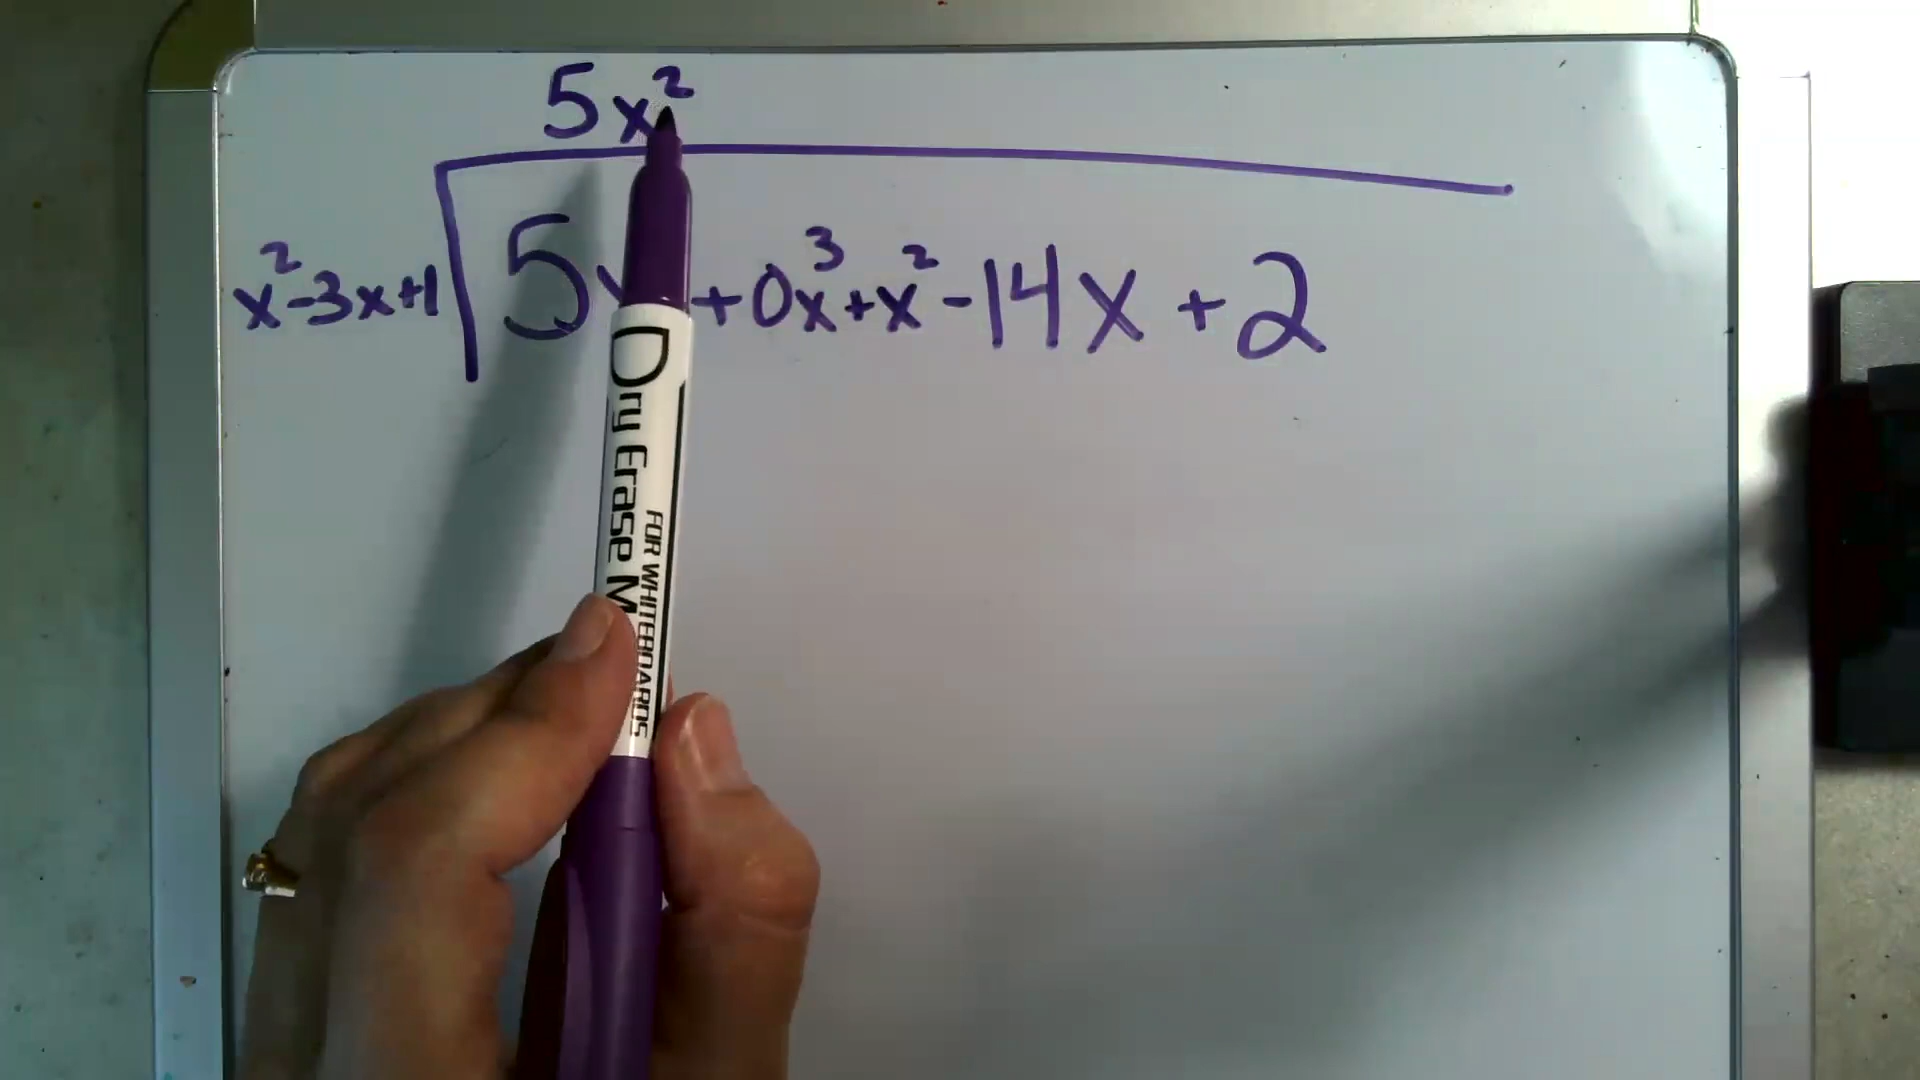 5x²
x²-3x+1 5x +0x³+x²-14x+2
Dry Erase M
FOR WHITEBOARDS